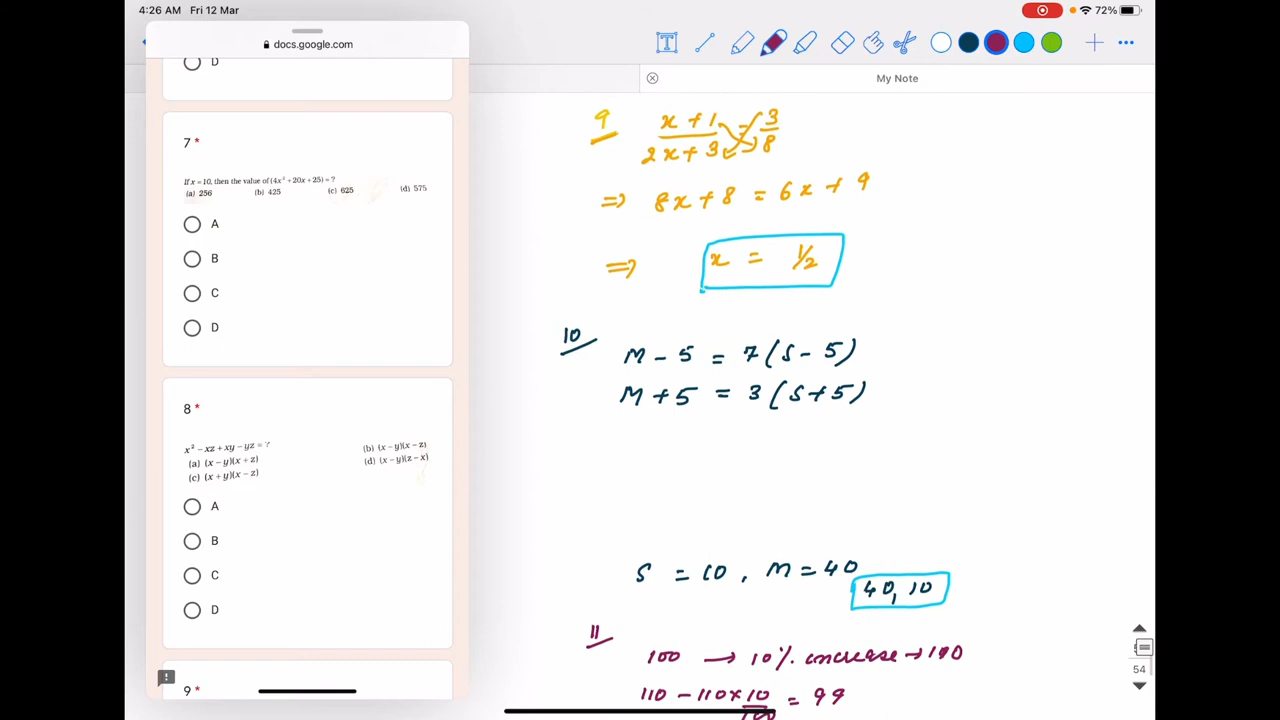 4:26 AM Fri 12 Mar
72%
docs.google.com
My Note
D
7 *
If x = 10, then the value of (4x² + 20x + 25) = ?
(a) 256 (b) 425 (c) 625 (d) 575
A
B
C
D
8 *
x² – xz + xy – yz = ?
(a) (x – y)(x + z) (b) (x – y)(x – z)
(c) (x + y)(x – z) (d) (x – y)(z – x)
A
B
C
D
9 *
9 x + 1 / 2x + 3 = 3 / 8
⇒ 8x + 8 = 6x + 9
⇒ x = 1/2
10
M - 5 = 7(S - 5)
M + 5 = 3(S + 5)
S = 10, M = 40
40, 10
11
100 → 10% increase → 110
110 - 110 × 10 / 100 = 99
54